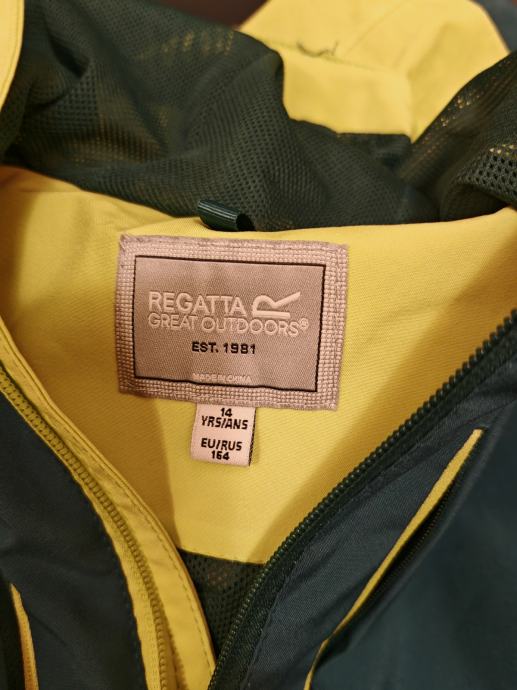 REGATTA
GREAT OUTDOORS®
EST. 1981
MADE IN CHINA
14
YRS/ANS
EU/RUS
164